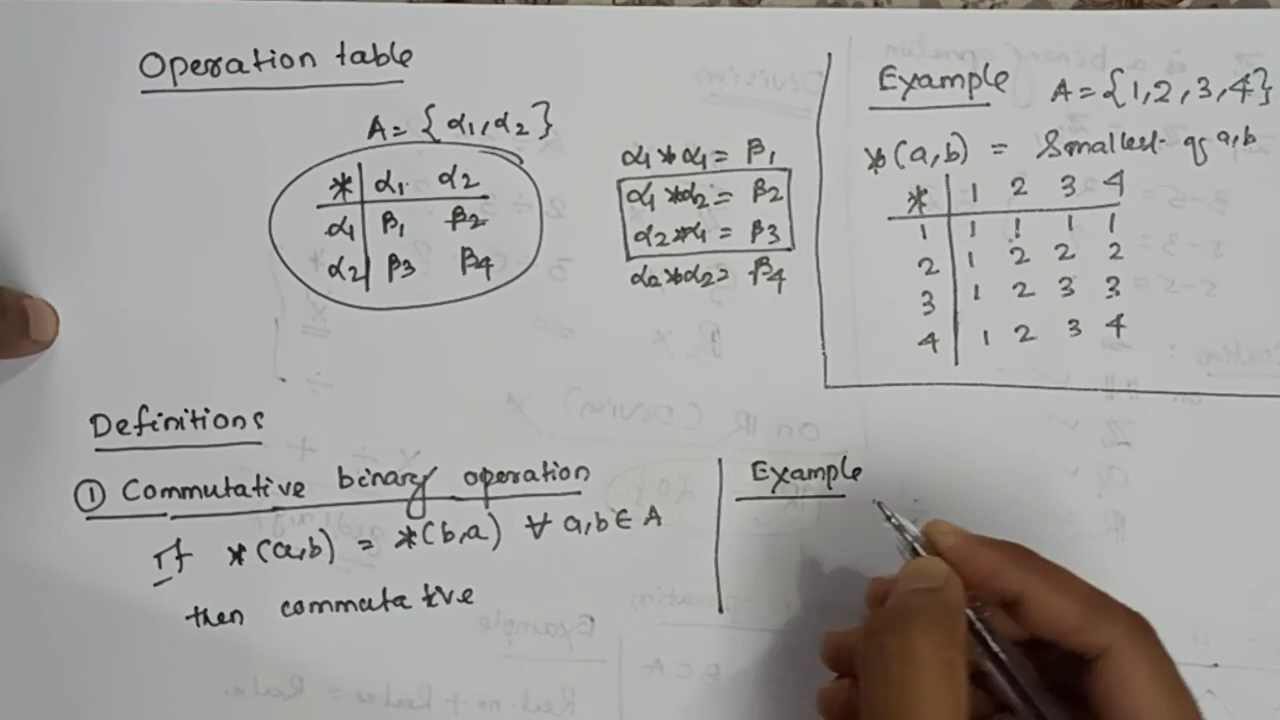 Operation table
A = {α1, α2}
* α1 α2
α1 β1 β2
α2 β3 β4
α1 * α1 = β1
α1 * α2 = β2
α2 * α1 = β3
α2 * α2 = β4
Example A = {1, 2, 3, 4}
*(a, b) = Smallest of a, b
* 1 2 3 4
1 1 1 1 1
2 1 2 2 2
3 1 2 3 3
4 1 2 3 4
Definitions
① Commutative binary operation
If *(a, b) = *(b, a) ∀ a, b ∈ A
then commutative
Example